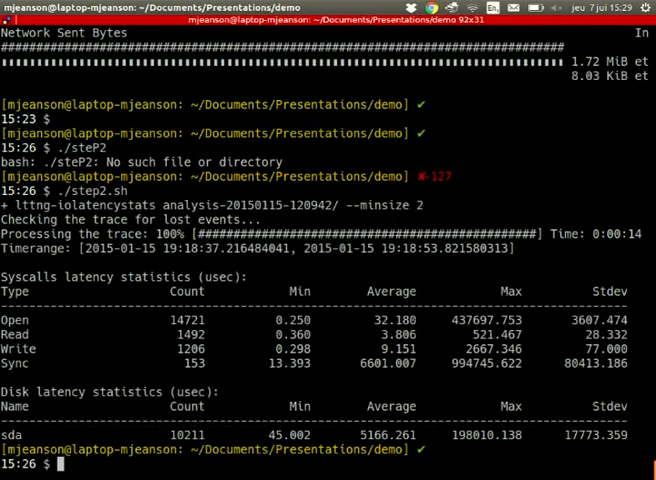 mjeanson@laptop-mjeanson: ~/Documents/Presentations/demo
En
jeu 7 jui 15:29
mjeanson@laptop-mjeanson: ~/Documents/Presentations/demo 92x31
Network Sent Bytes In
################################################################################
1.72 MiB et
8.03 KiB et
[mjeanson@laptop-mjeanson: ~/Documents/Presentations/demo] ✔
15:23 $
[mjeanson@laptop-mjeanson: ~/Documents/Presentations/demo] ✔
15:26 $ ./steP2
bash: ./steP2: No such file or directory
[mjeanson@laptop-mjeanson: ~/Documents/Presentations/demo] ✘-127
15:26 $ ./step2.sh
+ lttng-iolatencystats analysis-20150115-120942/ --minsize 2
Checking the trace for lost events...
Processing the trace: 100% [################################################] Time: 0:00:14
Timerange: [2015-01-15 19:18:37.216484041, 2015-01-15 19:18:53.821580313]
Syscalls latency statistics (usec):
Type Count Min Average Max Stdev
-----------------------------------------------------------------------------------------
Open 14721 0.250 32.180 437697.753 3607.474
Read 1492 0.360 3.806 521.467 28.332
Write 1206 0.298 9.151 2667.346 77.000
Sync 153 13.393 6601.007 994745.622 80413.186
Disk latency statistics (usec):
Name Count Min Average Max Stdev
-----------------------------------------------------------------------------------------
sda 10211 45.002 5166.261 198010.138 17773.359
[mjeanson@laptop-mjeanson: ~/Documents/Presentations/demo] ✔
15:26 $